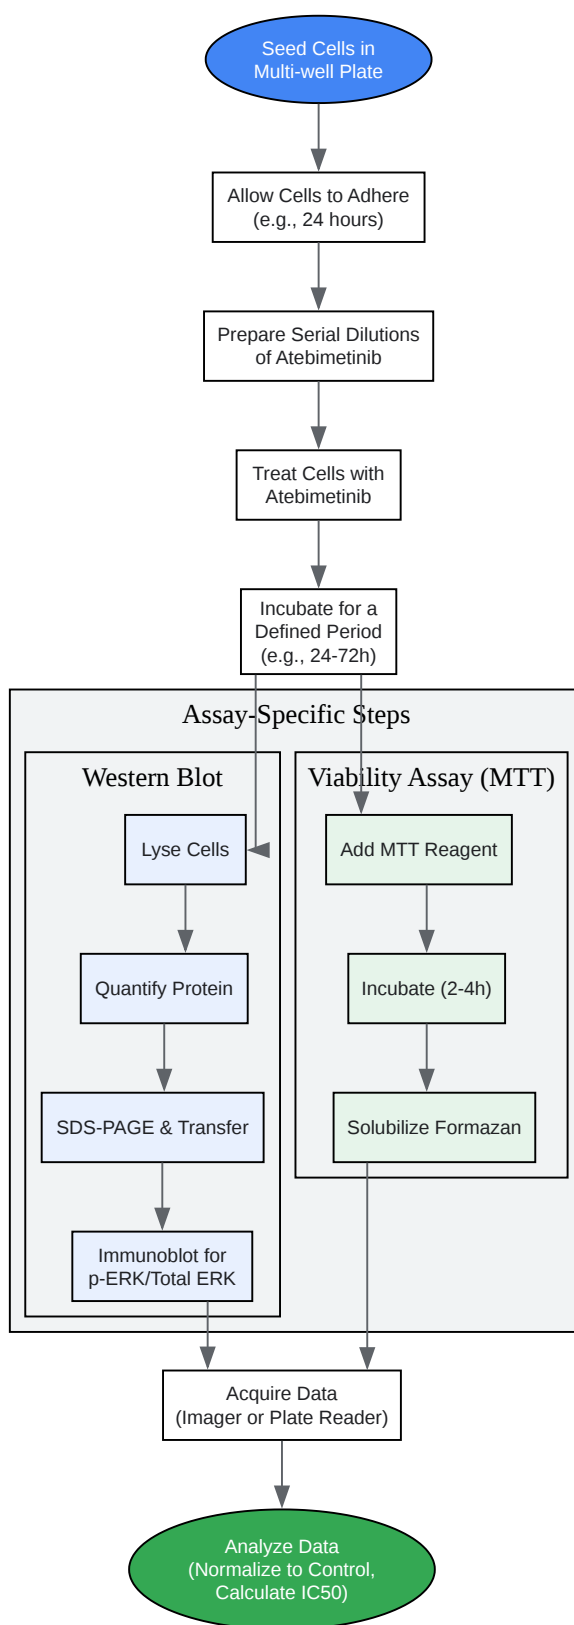 Seed Cells in
Multi-well Plate
Allow Cells to Adhere
(e.g., 24 hours)
Prepare Serial Dilutions
of Atebimetinib
Treat Cells with
Atebimetinib
Incubate for a
Defined Period
(e.g., 24-72h)
Assay-Specific Steps
Western Blot
Lyse Cells
Quantify Protein
SDS-PAGE & Transfer
Immunoblot for
p-ERK/Total ERK
Viability Assay (MTT)
Add MTT Reagent
Incubate (2-4h)
Solubilize Formazan
Acquire Data
(Imager or Plate Reader)
Analyze Data
(Normalize to Control,
Calculate IC50)